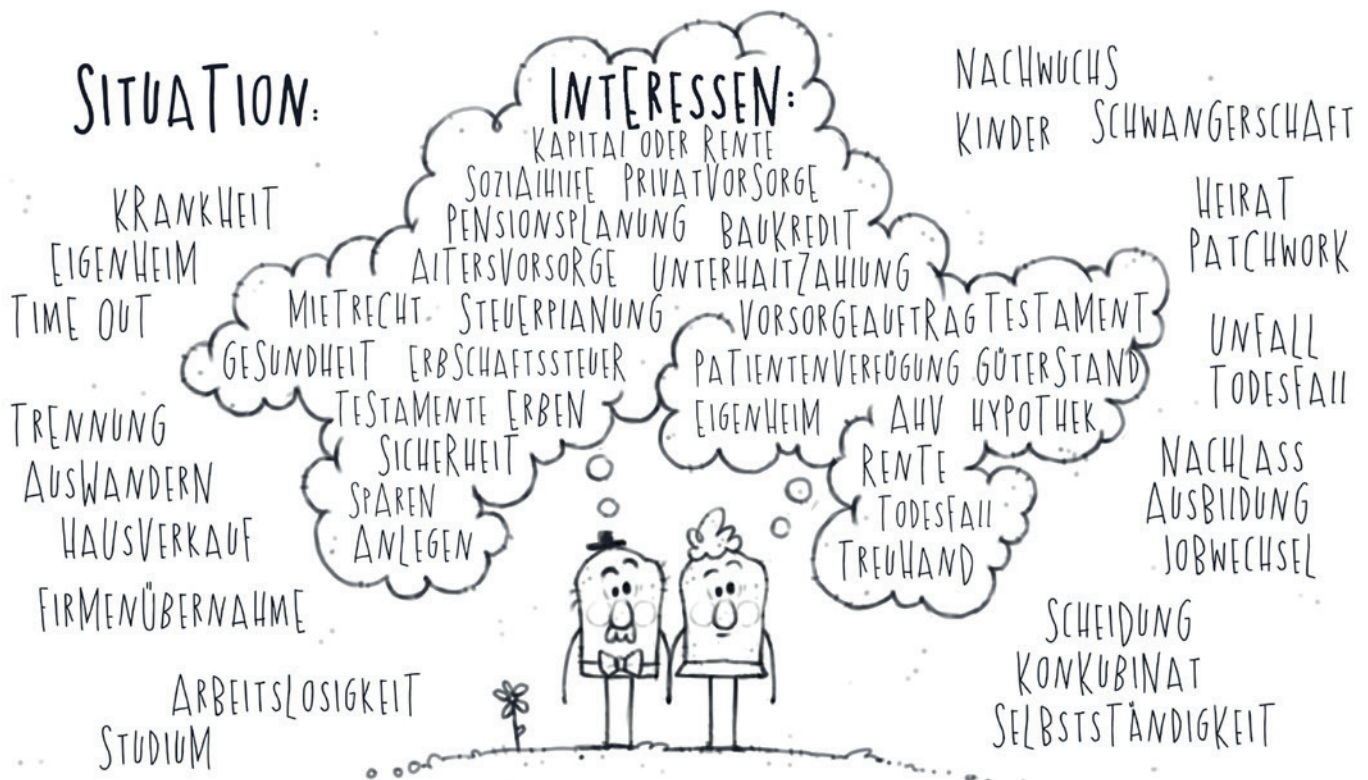 SITUATION:
KRANKHEIT
EIGENHEIM
TIME OUT
TRENNUNG
AUSWANDERN
HAUSVERKAUF
FIRMENÜBERNAHME
ARBEITSLOSIGKEIT
STUDIUM
INTERESSEN:
KAPITAL ODER RENTE
SOZIALHILFE PRIVATVORSORGE
PENSIONSPLANUNG BAUKREDIT
ALTERSVORSORGE UNTERHALTZAHLUNG
MIETRECHT STEUERPLANUNG
GESUNDHEIT ERBSCHAFTSSTEUER
TESTAMENTE ERBEN
SICHERHEIT
SPAREN
ANLEGEN
VORSORGEAUFTRAG TESTAMENT
PATIENTENVERFÜGUNG GÜTERSTAND
EIGENHEIM AHV HYPOTHEK
RENTE
TODESFALL
TREUHAND
NACHWUCHS
KINDER SCHWANGERSCHAFT
HEIRAT
PATCHWORK
UNFALL
TODESFALL
NACHLASS
AUSBILDUNG
JOBWECHSEL
SCHEIDUNG
KONKUBINAT
SELBSTSTÄNDIGKEIT